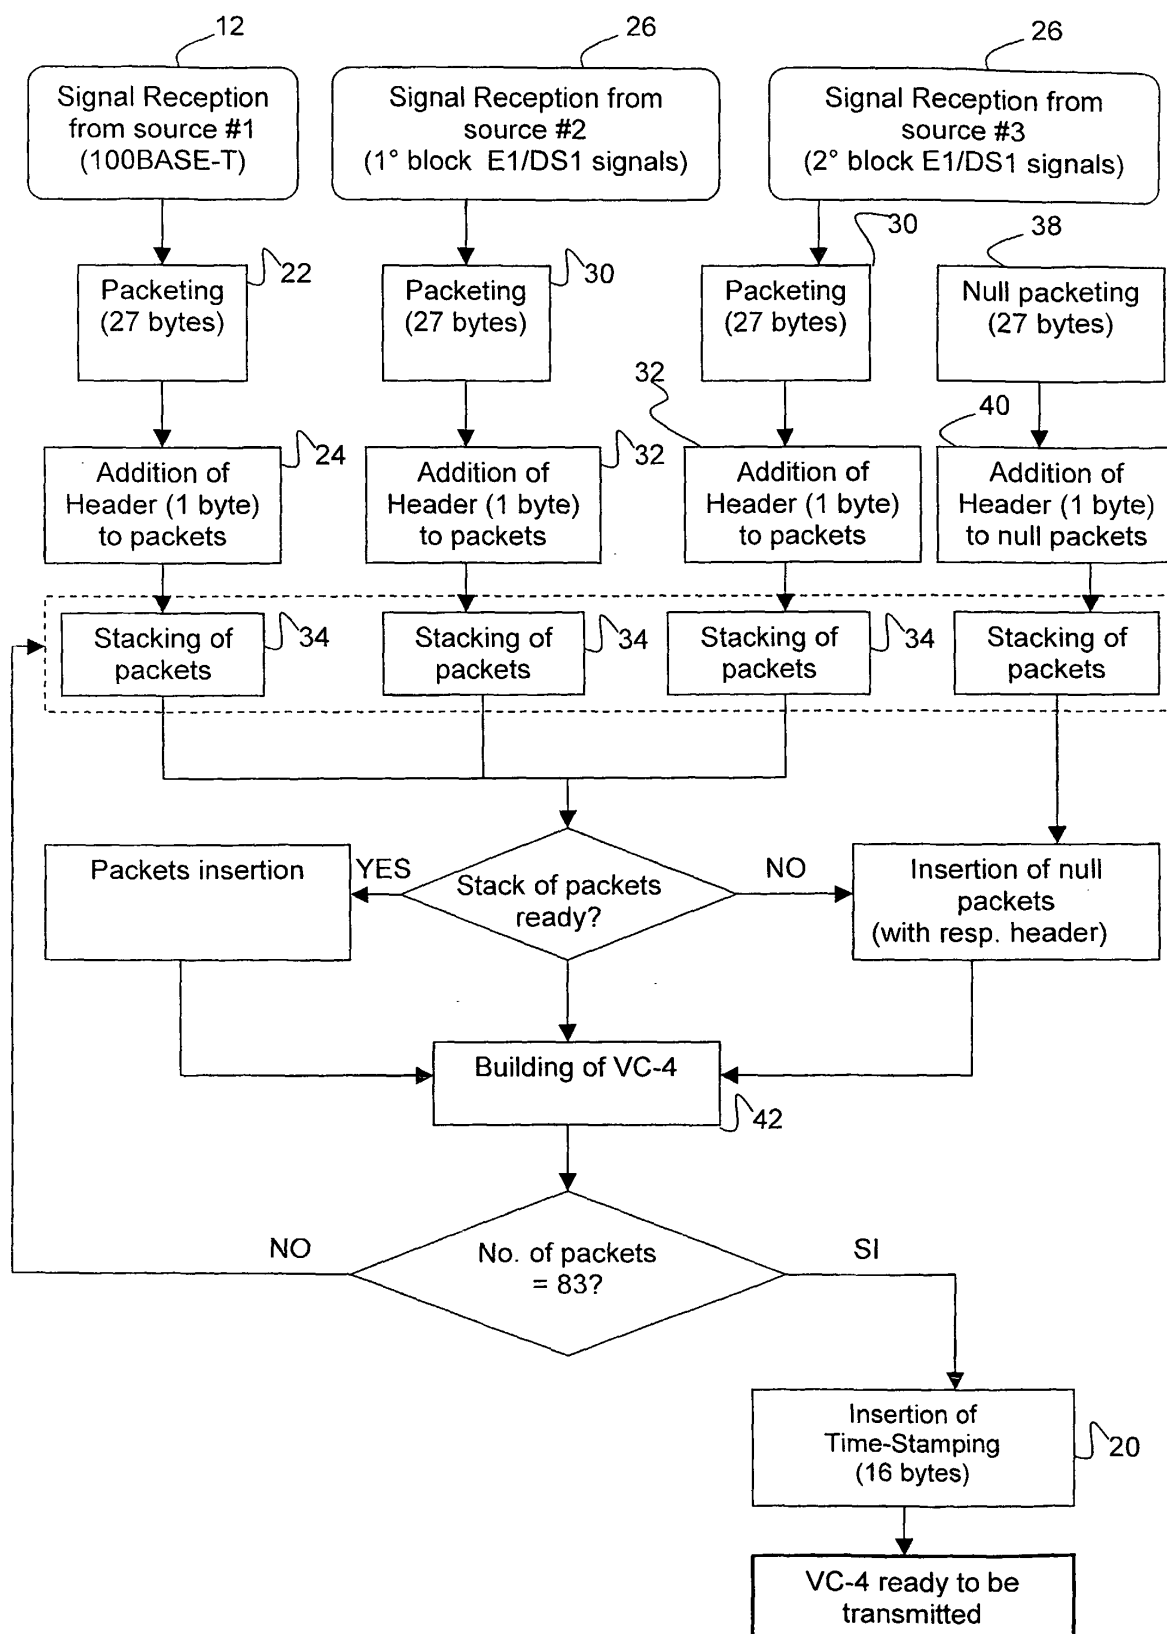 12
26
26
Signal Reception
from source #1
(100BASE-T)
Signal Reception from
source #2
(1° block E1/DS1 signals)
Signal Reception from
source #3
(2° block E1/DS1 signals)
22
30
30
38
Packeting
(27 bytes)
Packeting
(27 bytes)
Packeting
(27 bytes)
Null packeting
(27 bytes)
24
32
32
40
Addition of
Header (1 byte)
to packets
Addition of
Header (1 byte)
to packets
Addition of
Header (1 byte)
to packets
Addition of
Header (1 byte)
to null packets
Stacking of
packets
34
Stacking of
packets
34
Stacking of
packets
34
Stacking of
packets
Packets insertion
YES
Stack of packets
ready?
NO
Insertion of null
packets
(with resp. header)
Building of VC-4
42
NO
No. of packets
= 83?
SI
Insertion of
Time-Stamping
(16 bytes)
20
VC-4 ready to be
transmitted